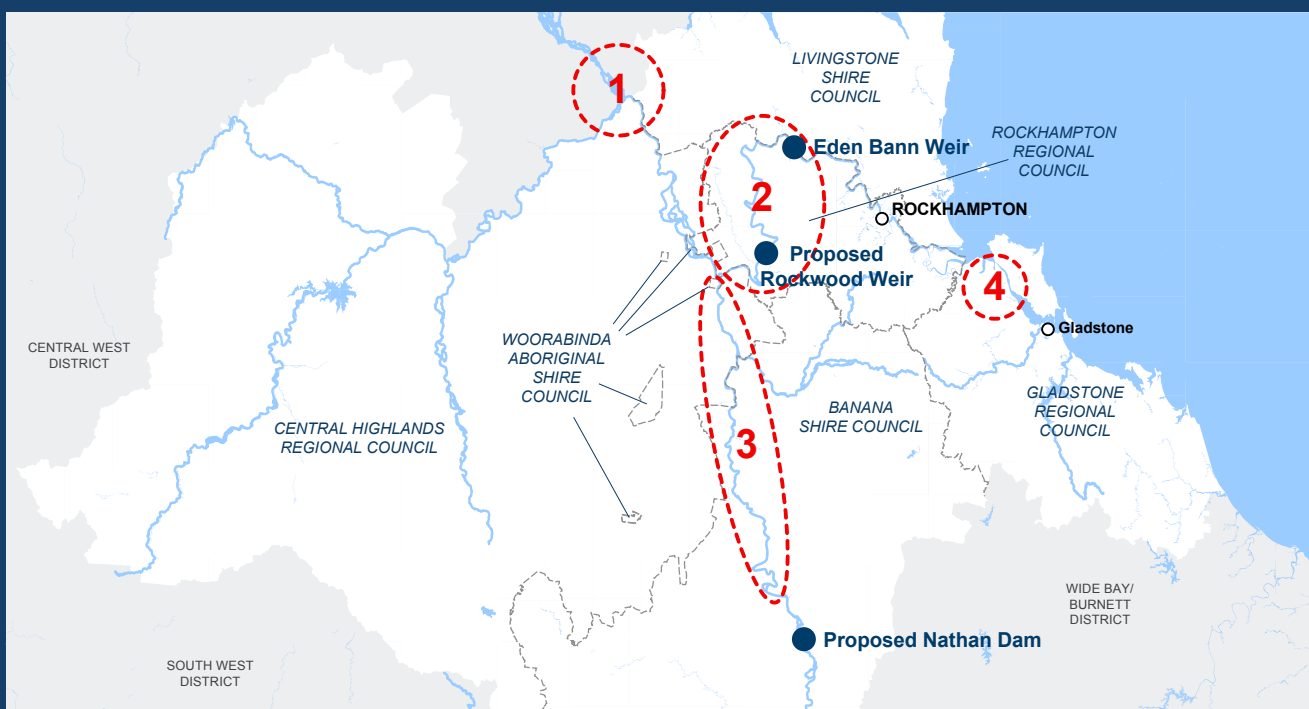 1
LIVINGSTONE
SHIRE
COUNCIL
ROCKHAMPTON
REGIONAL
COUNCIL
Eden Bann Weir
2
ROCKHAMPTON
Proposed
Rockwood Weir
4
Gladstone
WOORABINDA
ABORIGINAL
SHIRE
COUNCIL
CENTRAL WEST
DISTRICT
CENTRAL HIGHLANDS
REGIONAL COUNCIL
3
BANANA
SHIRE COUNCIL
GLADSTONE
REGIONAL
COUNCIL
WIDE BAY/
BURNETT
DISTRICT
Proposed Nathan Dam
SOUTH WEST
DISTRICT